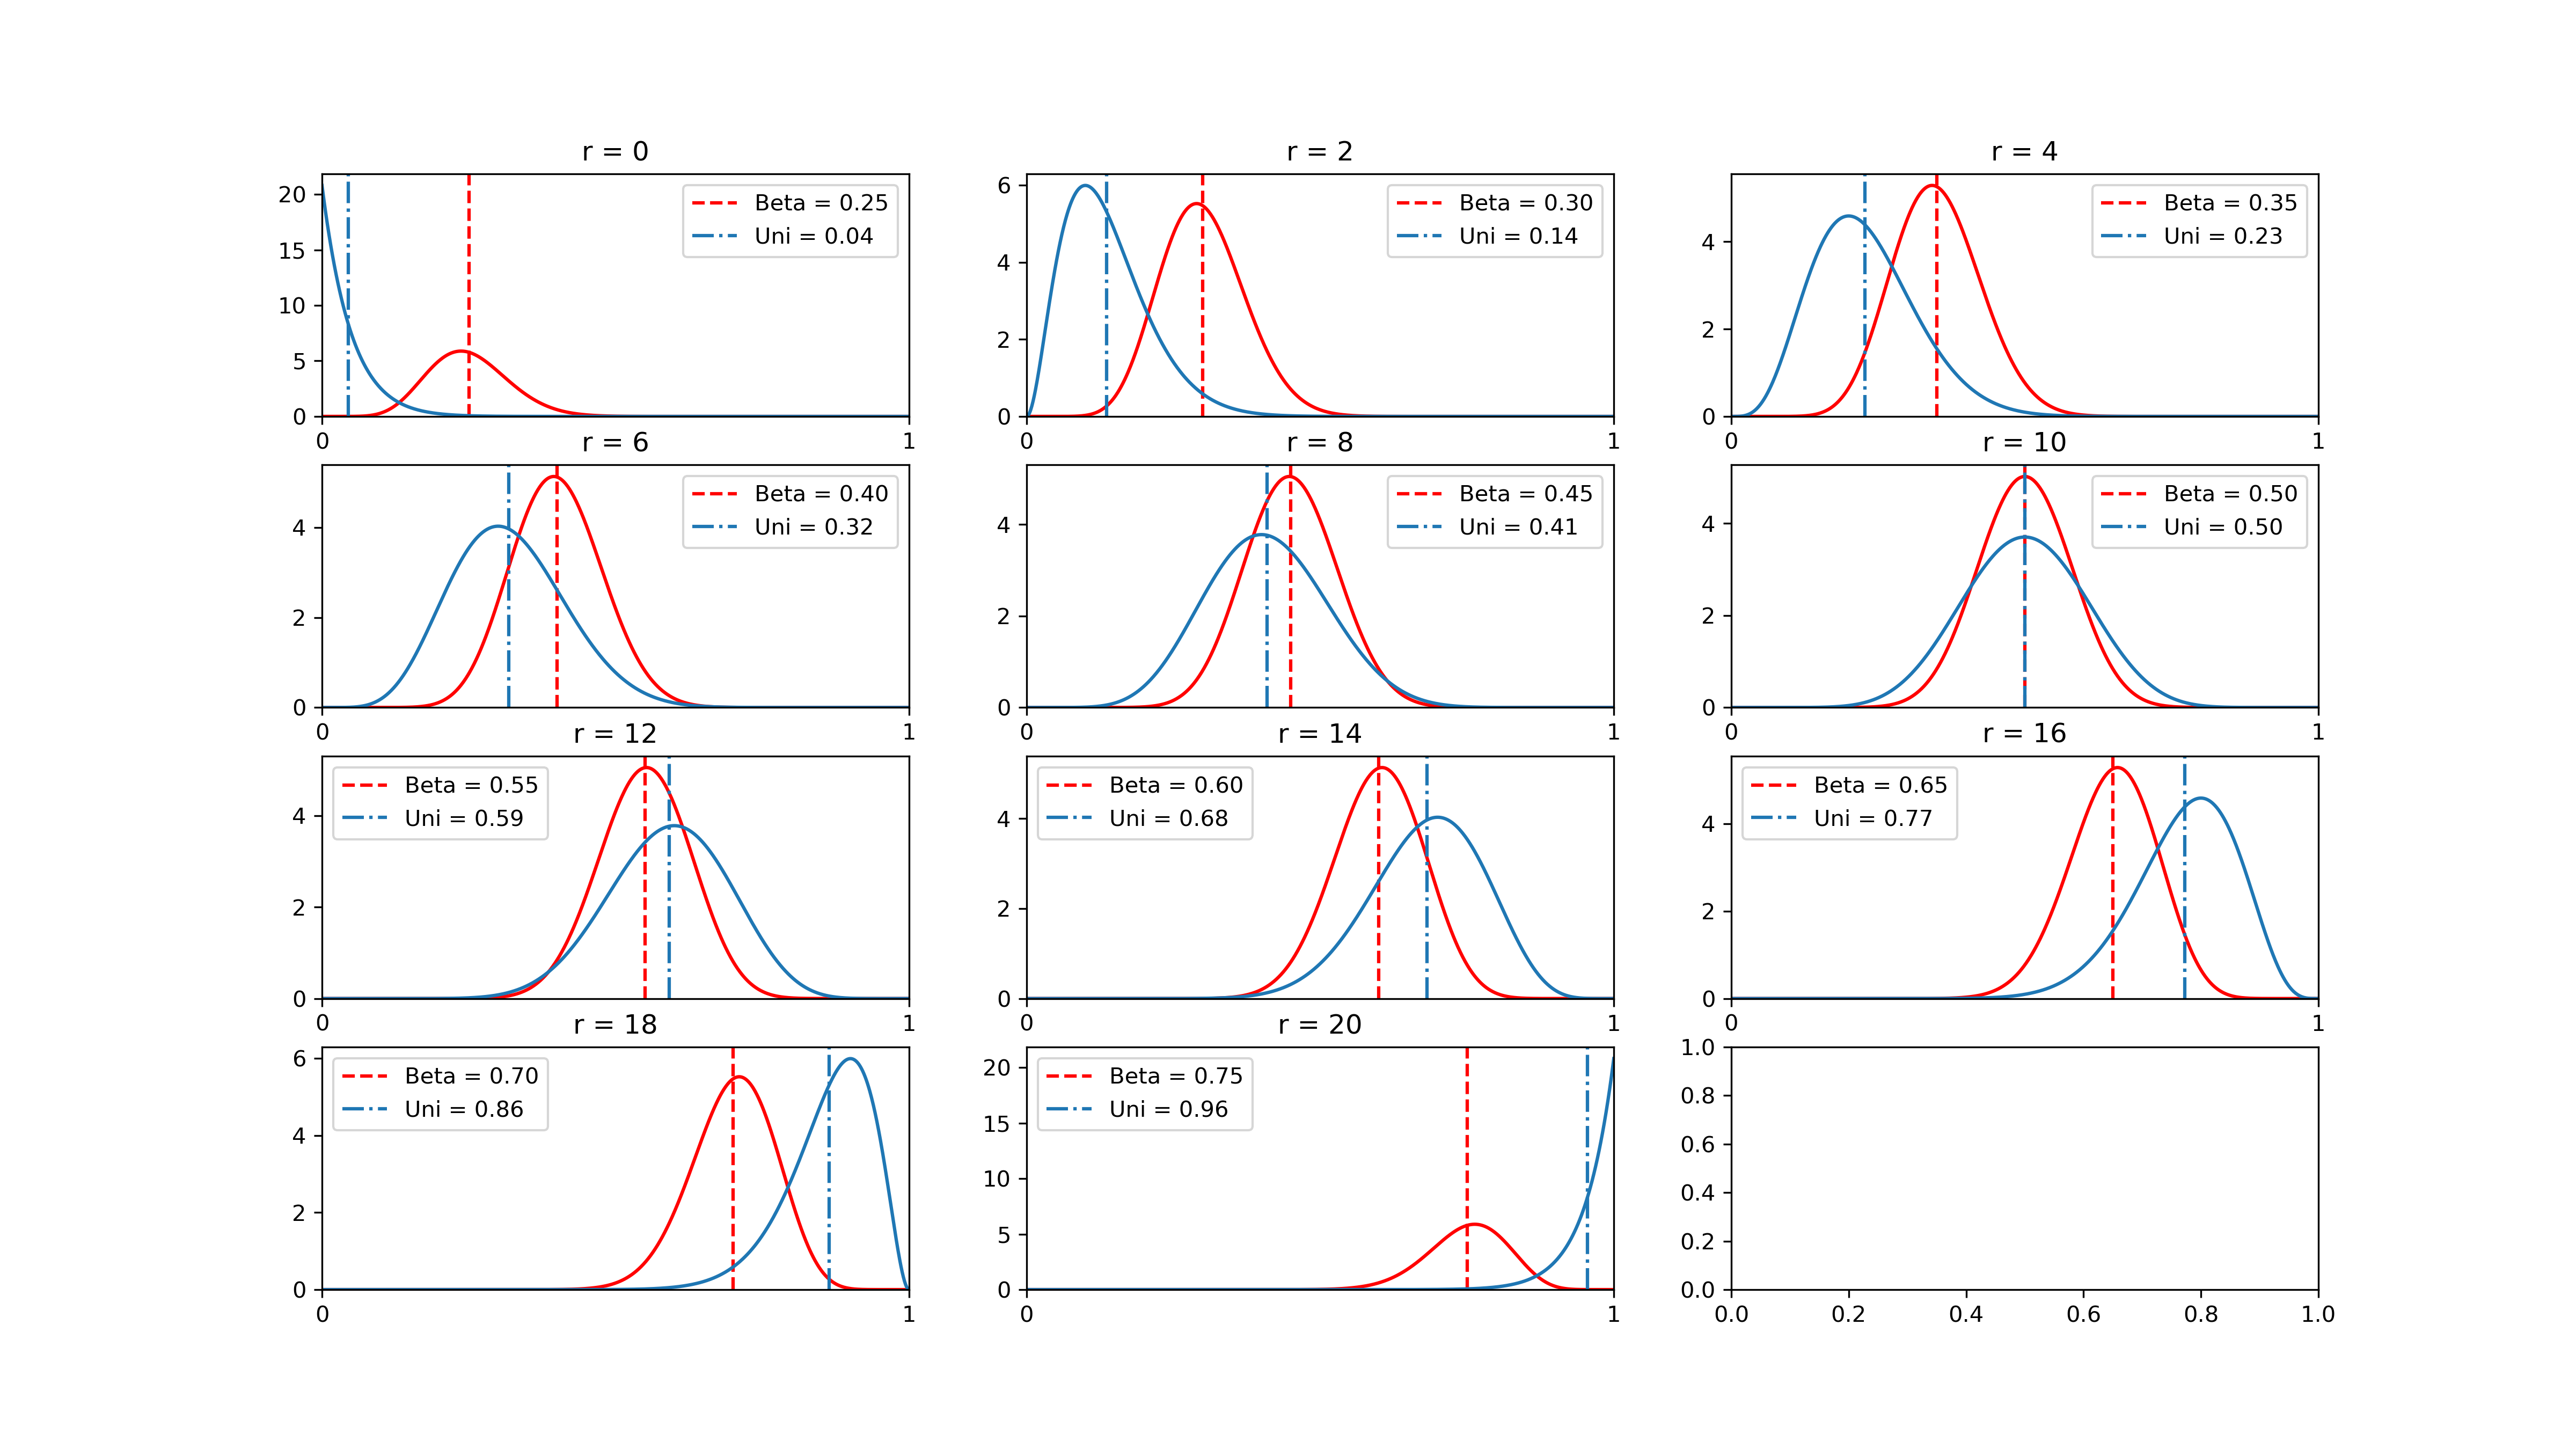 r = 0
20
15
10
5
0
0
1
Beta = 0.25
Uni = 0.04
r = 2
6
4
2
0
0
1
Beta = 0.30
Uni = 0.14
r = 4
4
2
0
0
1
Beta = 0.35
Uni = 0.23
r = 6
4
2
0
0
1
Beta = 0.40
Uni = 0.32
r = 8
4
2
0
0
1
Beta = 0.45
Uni = 0.41
r = 10
4
2
0
0
1
Beta = 0.50
Uni = 0.50
r = 12
4
2
0
0
1
Beta = 0.55
Uni = 0.59
r = 14
4
2
0
0
1
Beta = 0.60
Uni = 0.68
r = 16
4
2
0
0
1
Beta = 0.65
Uni = 0.77
r = 18
6
4
2
0
0
1
Beta = 0.70
Uni = 0.86
r = 20
20
15
10
5
0
0
1
Beta = 0.75
Uni = 0.96
1.0
0.8
0.6
0.4
0.2
0.0
0.0 0.2 0.4 0.6 0.8 1.0